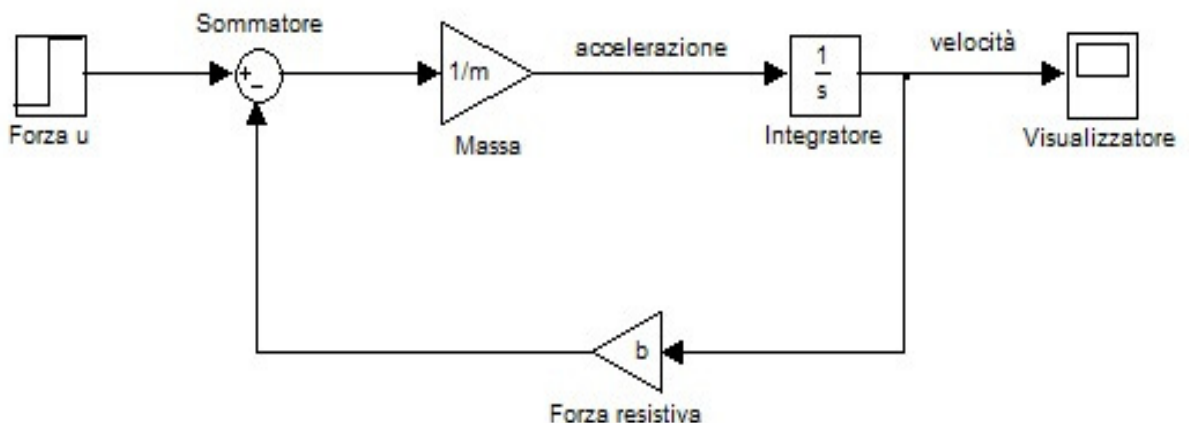 Sommatore
accelerazione
velocità
+
−
1/m
1
s
Forza u
Massa
Integratore
Visualizzatore
b
Forza resistiva